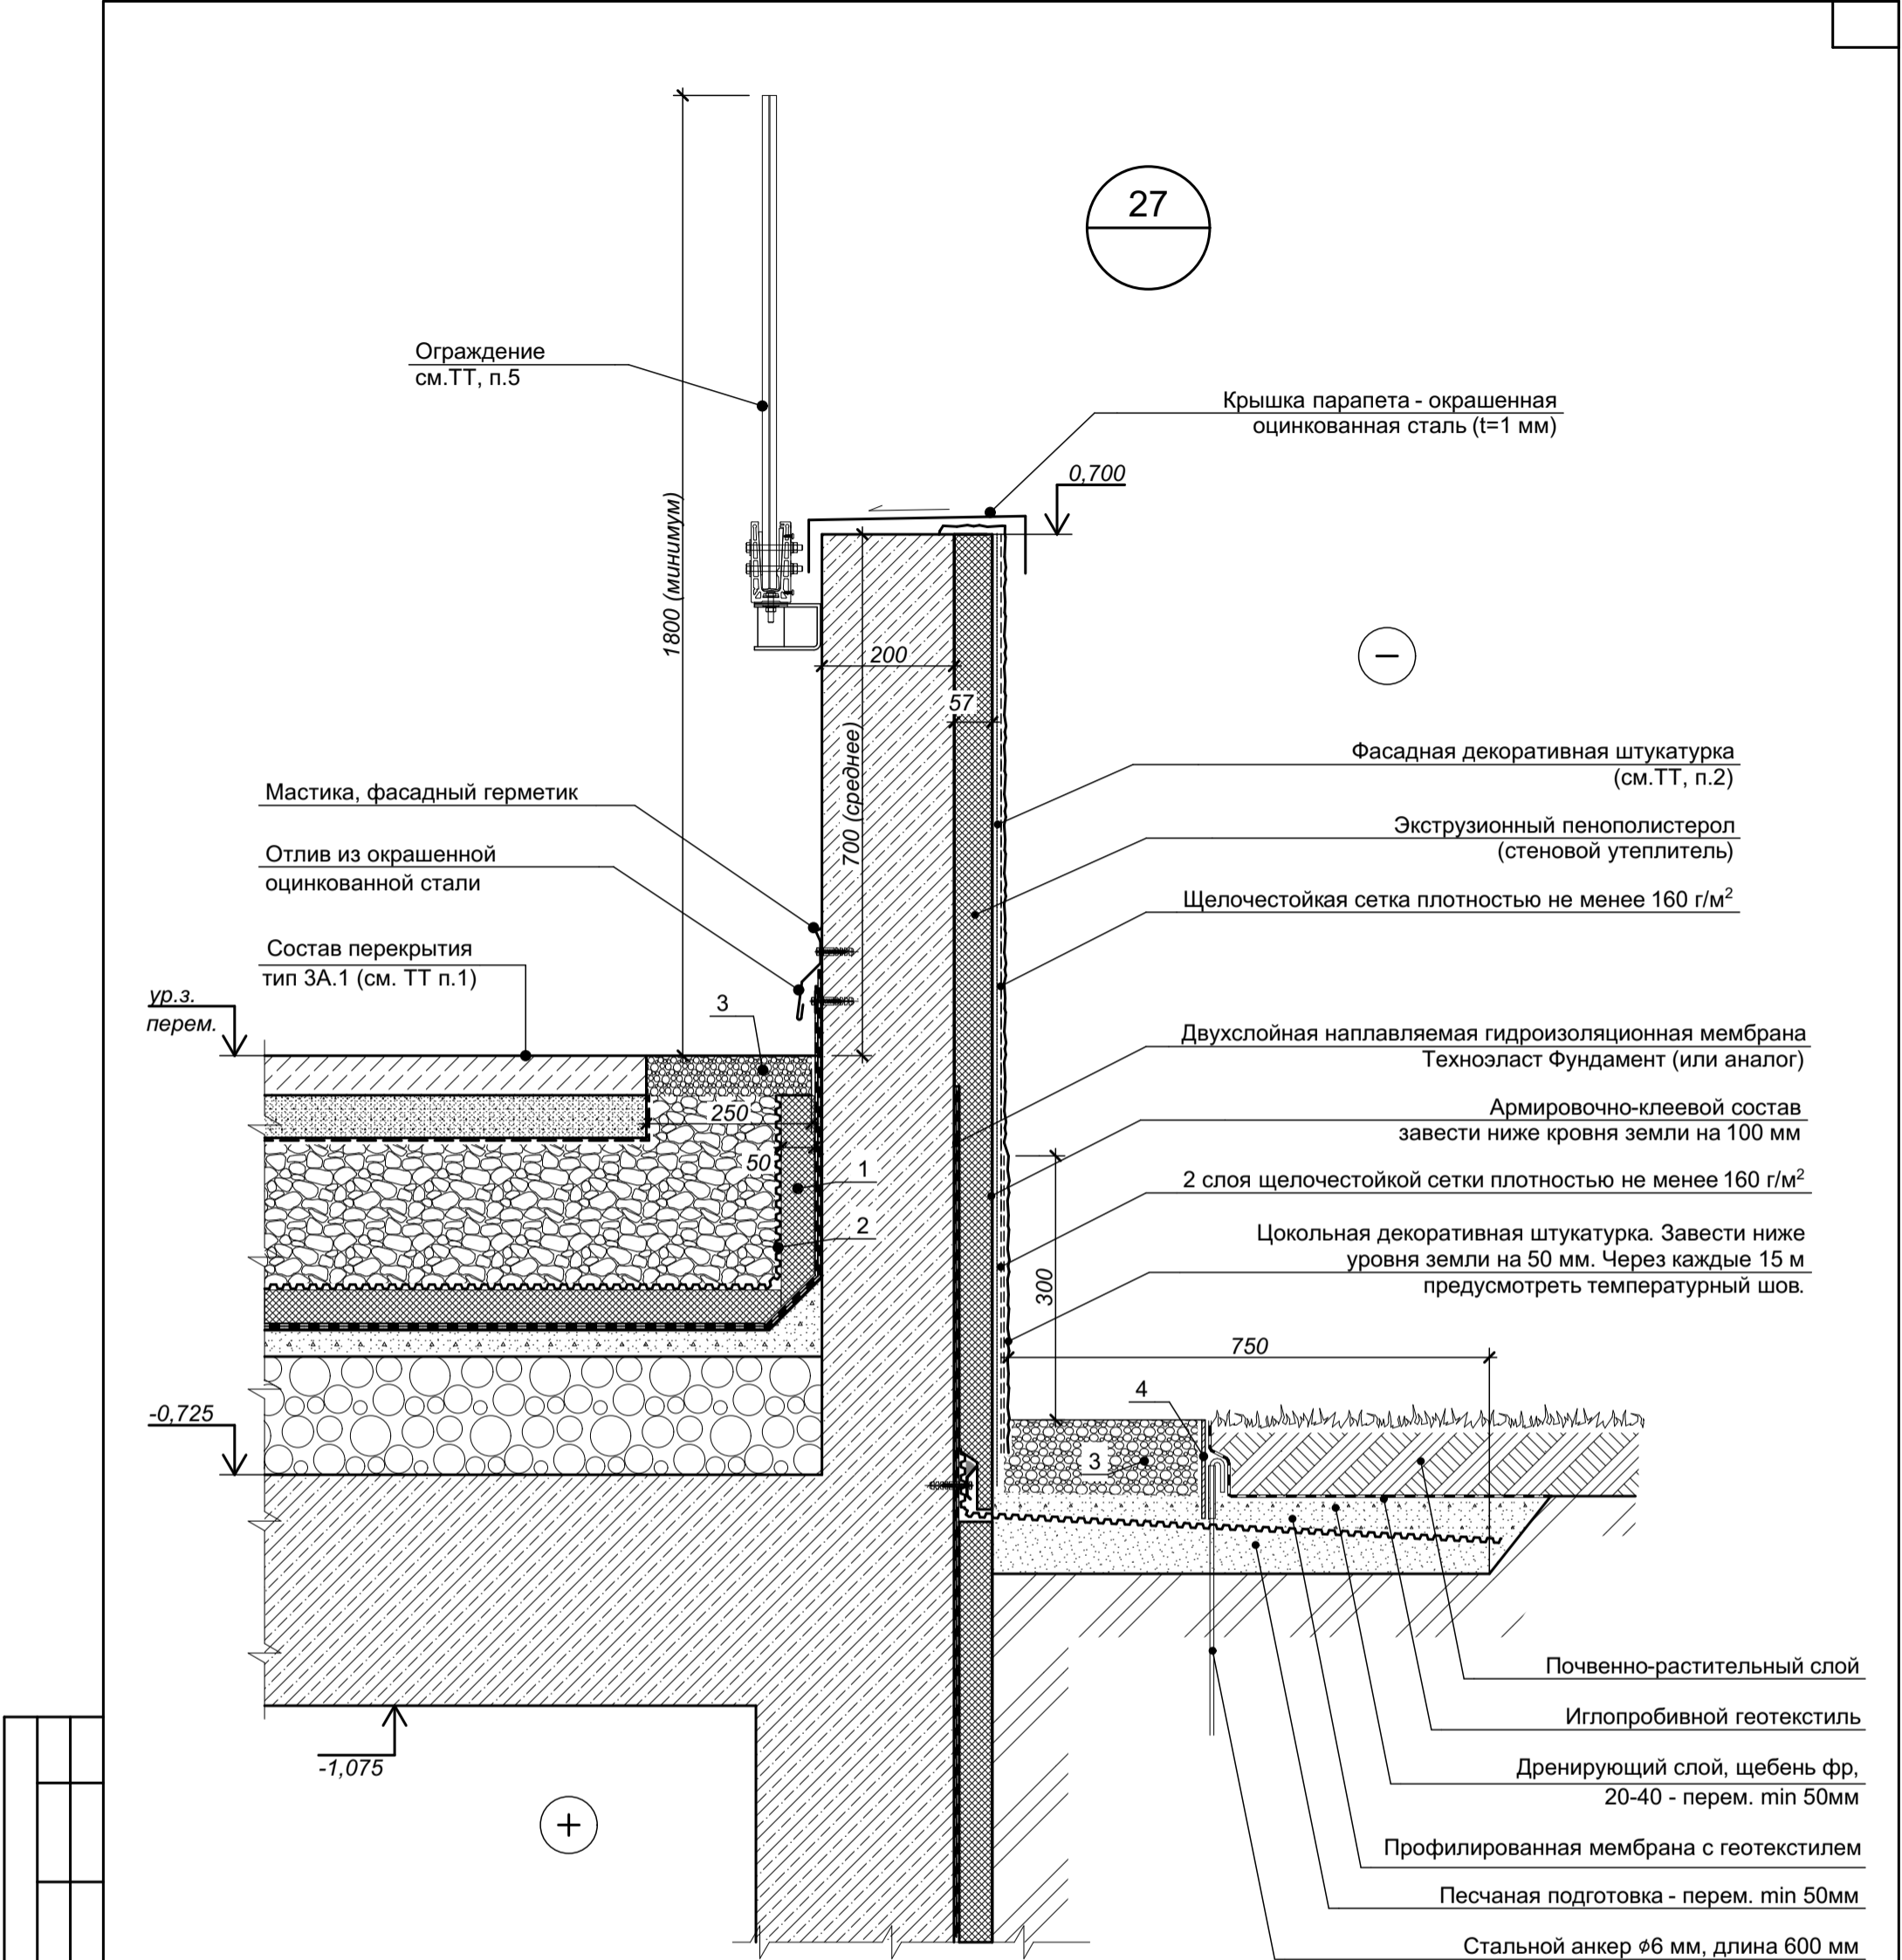 27
Ограждение
см.ТТ, п.5
Крышка парапета - окрашенная
оцинкованная сталь (t=1 мм)
0,700
1800 (минимум)
200
57
700 (среднее)
Фасадная декоративная штукатурка
(см.ТТ, п.2)
Мастика, фасадный герметик
Экструзионный пенополистерол
(стеновой утеплитель)
Отлив из окрашенной
оцинкованной стали
Щелочестойкая сетка плотностью не менее 160 г/м²
Состав перекрытия
тип 3А.1 (см. ТТ п.1)
ур.з.
перем.
3
Двухслойная наплавляемая гидроизоляционная мембрана
Техноэласт Фундамент (или аналог)
250
Армировочно-клеевой состав
завести ниже кровня земли на 100 мм
50
1
2 слоя щелочестойкой сетки плотностью не менее 160 г/м²
2
Цокольная декоративная штукатурка. Завести ниже
уровня земли на 50 мм. Через каждые 15 м
предусмотреть температурный шов.
300
750
4
-0,725
3
Почвенно-растительный слой
Иглопробивной геотекстиль
-1,075
Дренирующий слой, щебень фр,
20-40 - перем. min 50мм
Профилированная мембрана с геотекстилем
Песчаная подготовка - перем. min 50мм
Стальной анкер ⌀6 мм, длина 600 мм